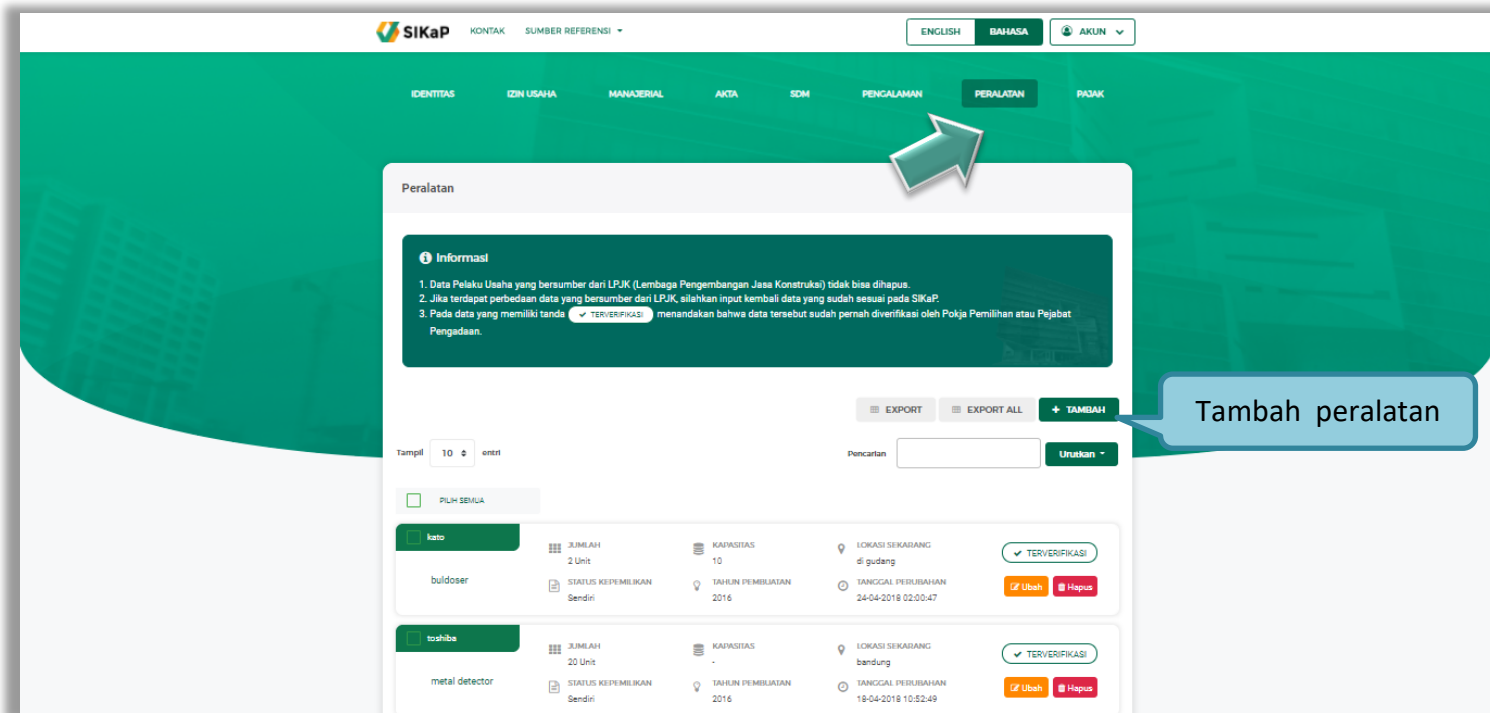 SIKaP KONTAK SUMBER REFERENSI ENGLISH BAHASA AKUN
IDENTITAS IZIN USAHA MANAJERIAL AKTA SDM PENGALAMAN PERALATAN PAJAK
Peralatan
Informasi
1. Data Pelaku Usaha yang bersumber dari LPJK (Lembaga Pengembangan Jasa Konstruksi) tidak bisa dihapus.
2. Jika terdapat perbedaan data yang bersumber dari LPJK, silahkan input kembali data yang sudah sesuai pada SIKaP.
3. Pada data yang memiliki tanda TERVERIFIKASI menandakan bahwa data tersebut sudah pernah diverifikasi oleh Pokja Pemilihan atau Pejabat
Pengadaan.
EXPORT EXPORT ALL + TAMBAH
Tambah peralatan
Tampil 10 entri Pencarian Urutkan
PILIH SEMUA
kato
JUMLAH KAPASITAS LOKASI SEKARANG
2 Unit 10 di gudang
TERVERIFIKASI
buldoser
STATUS KEPEMILIKAN TAHUN PEMBUATAN TANGGAL PERUBAHAN
Sendiri 2016 24-04-2018 02:00:47
Ubah Hapus
toshiba
JUMLAH KAPASITAS LOKASI SEKARANG
20 Unit - bandung
TERVERIFIKASI
metal detector
STATUS KEPEMILIKAN TAHUN PEMBUATAN TANGGAL PERUBAHAN
Sendiri 2016 18-04-2018 10:52:49
Ubah Hapus